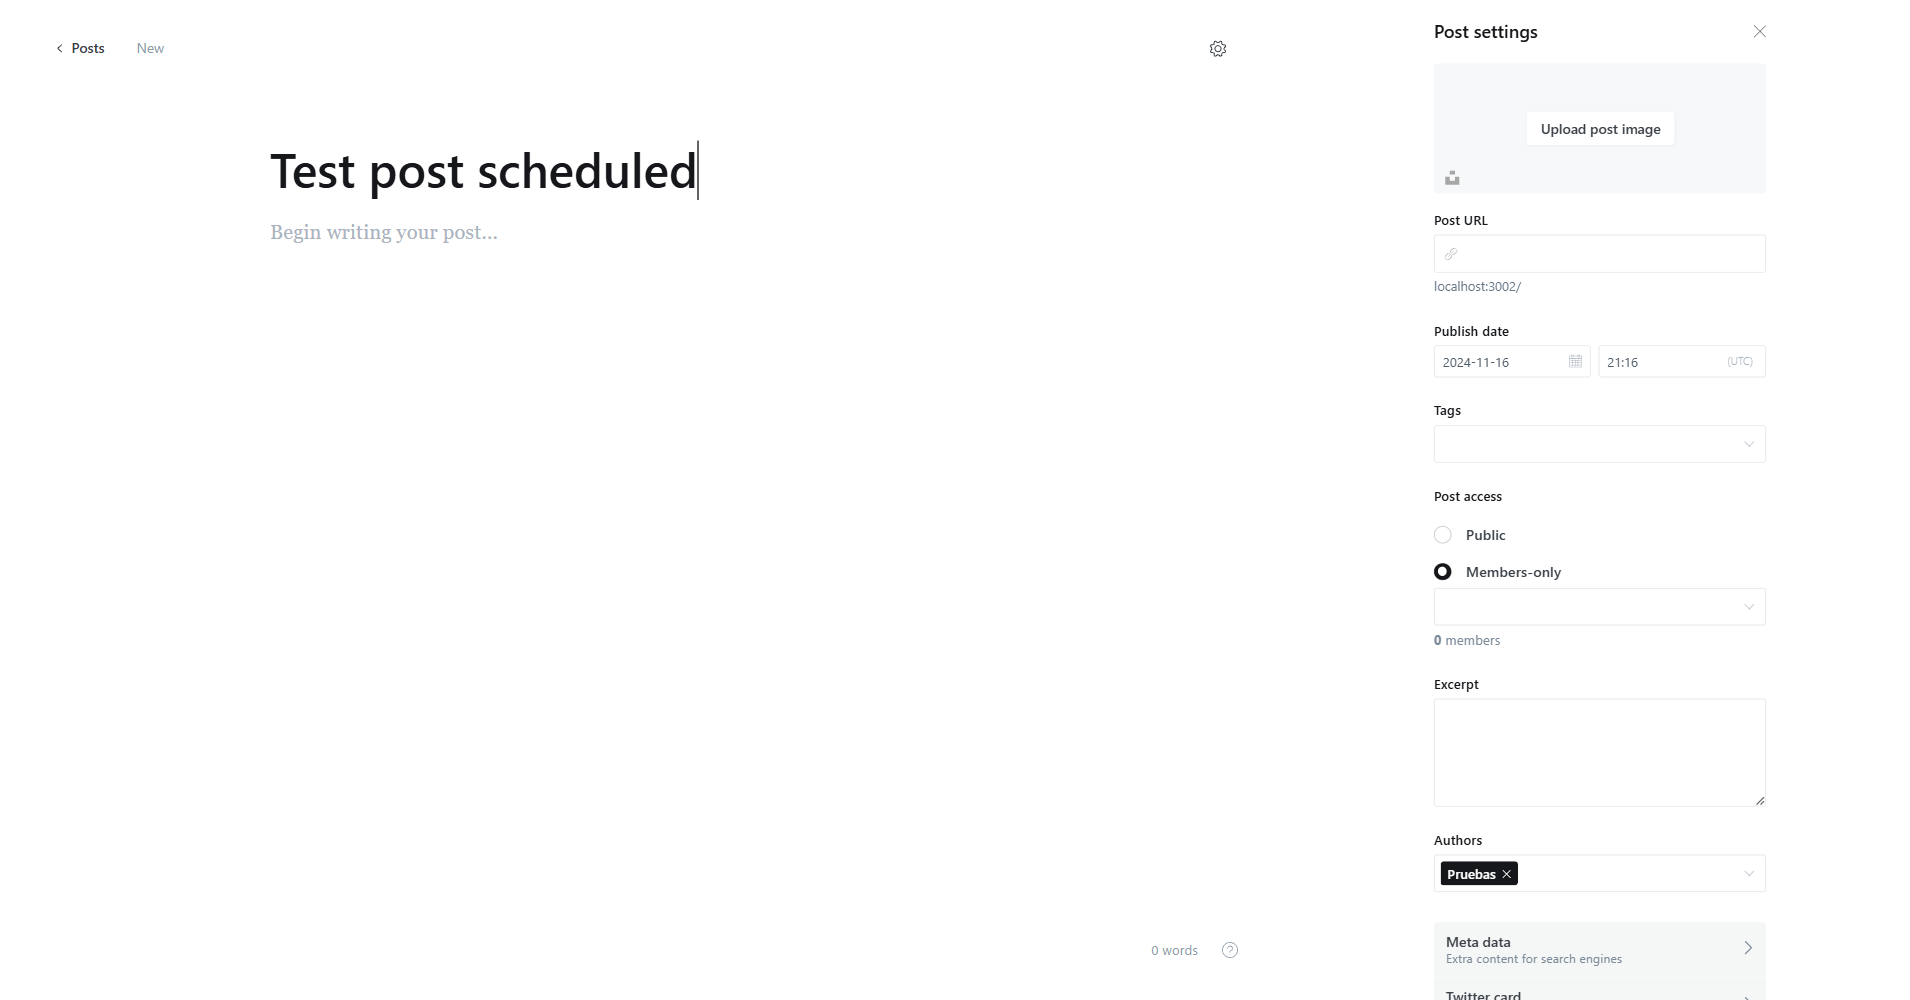 Posts
New
Test post scheduled
Begin writing your post...
0 words
?
Post settings
Upload post image
Post URL
localhost:3002/
Publish date
2024-11-16
21:16
(UTC)
Tags
Post access
Public
Members-only
0 members
Excerpt
Authors
Pruebas
Meta data
Extra content for search engines
Twitter card